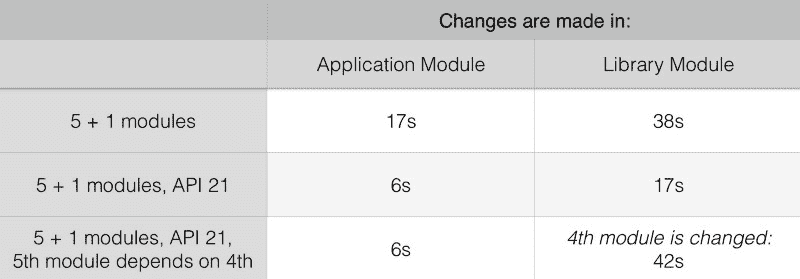 Changes are made in:
Application Module
Library Module
5 + 1 modules
17s
38s
5 + 1 modules, API 21
6s
17s
5 + 1 modules, API 21,
5th module depends on 4th
6s
4th module is changed:
42s